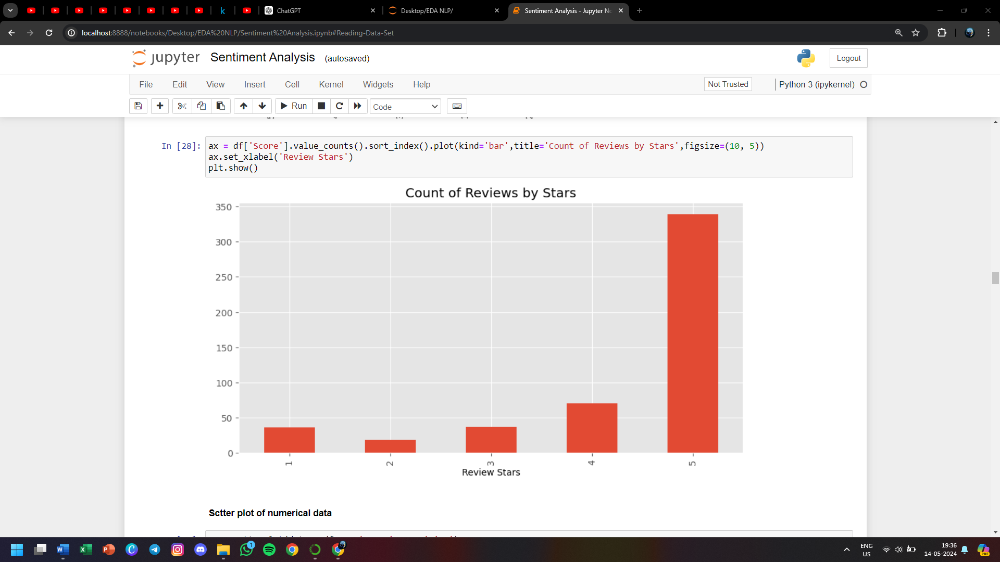 ChatGPT
Desktop/EDA NLP/
Sentiment Analysis - Jupyter No
localhost:8888/notebooks/Desktop/EDA%20NLP/Sentiment%20Analysis.ipynb#Reading-Data-Set
jupyter Sentiment Analysis (autosaved)
Logout
File Edit View Insert Cell Kernel Widgets Help
Not Trusted
Python 3 (ipykernel)
Run
Code
In [28]: ax = df['Score'].value_counts().sort_index().plot(kind='bar',title='Count of Reviews by Stars',figsize=(10, 5))
ax.set_xlabel('Review Stars')
plt.show()
Count of Reviews by Stars
350
300
250
200
150
100
50
0
1 2 3 4 5
Review Stars
Sctter plot of numerical data
ENG
US
19:36
14-05-2024
1
PRE